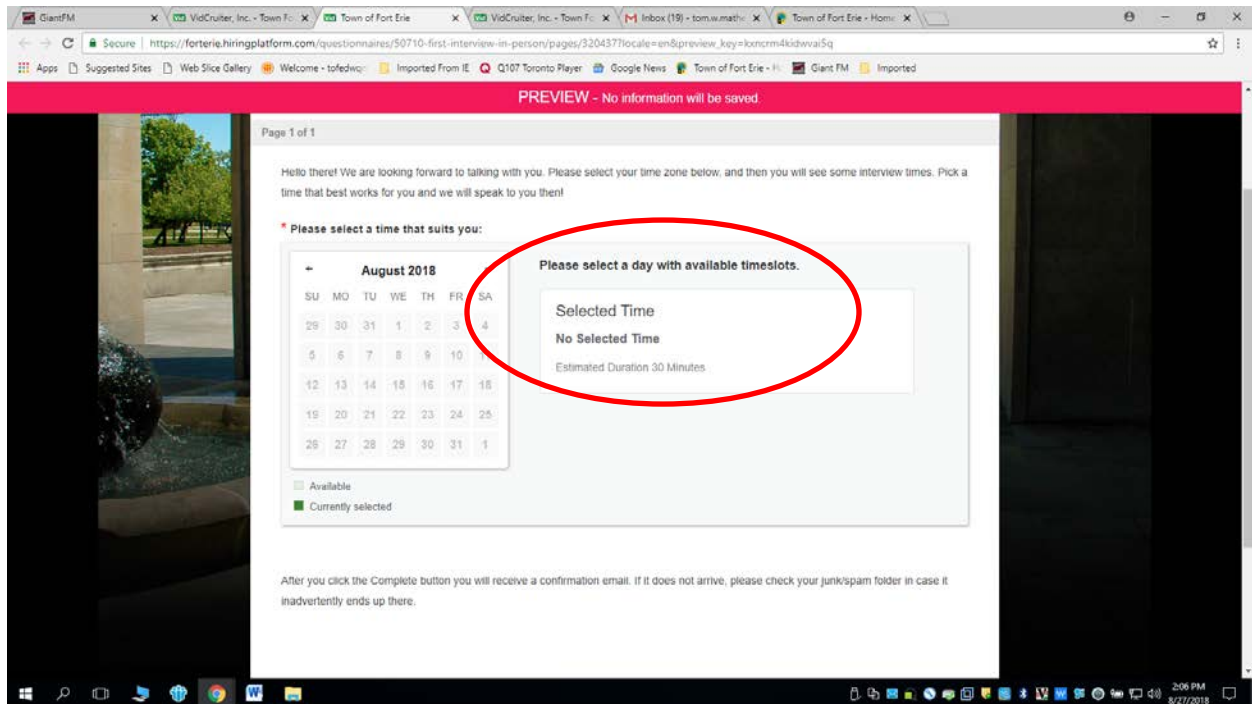 GiantFM
VidCruiter, Inc. - Town Fo
Town of Fort Erie
VidCruiter, Inc. - Town Fo
Inbox (19) - tom.w.mathe
Town of Fort Erie - Home
Secure | https://forterie.hiringplatform.com/questionnaires/50710-first-interview-in-person/pages/320437?locale=en&preview_key=kxncrm4kidwvai5q
Apps Suggested Sites Web Slice Gallery Welcome - tofedwq Imported From IE Q107 Toronto Player Google News Town of Fort Erie - H Giant FM Imported
PREVIEW - No information will be saved
Page 1 of 1
Hello there! We are looking forward to talking with you. Please select your time zone below, and then you will see some interview times. Pick a
time that best works for you and we will speak to you then!
* Please select a time that suits you:
August 2018
SU MO TU WE TH FR SA
29 30 31 1 2 3 4
5 6 7 8 9 10
12 13 14 15 16 17 18
19 20 21 22 23 24 25
26 27 28 29 30 31 1
Available
Currently selected
Please select a day with available timeslots.
Selected Time
No Selected Time
Estimated Duration 30 Minutes
After you click the Complete button you will receive a confirmation email. If it does not arrive, please check your junk/spam folder in case it
inadvertently ends up there.
2:06 PM
8/27/2018